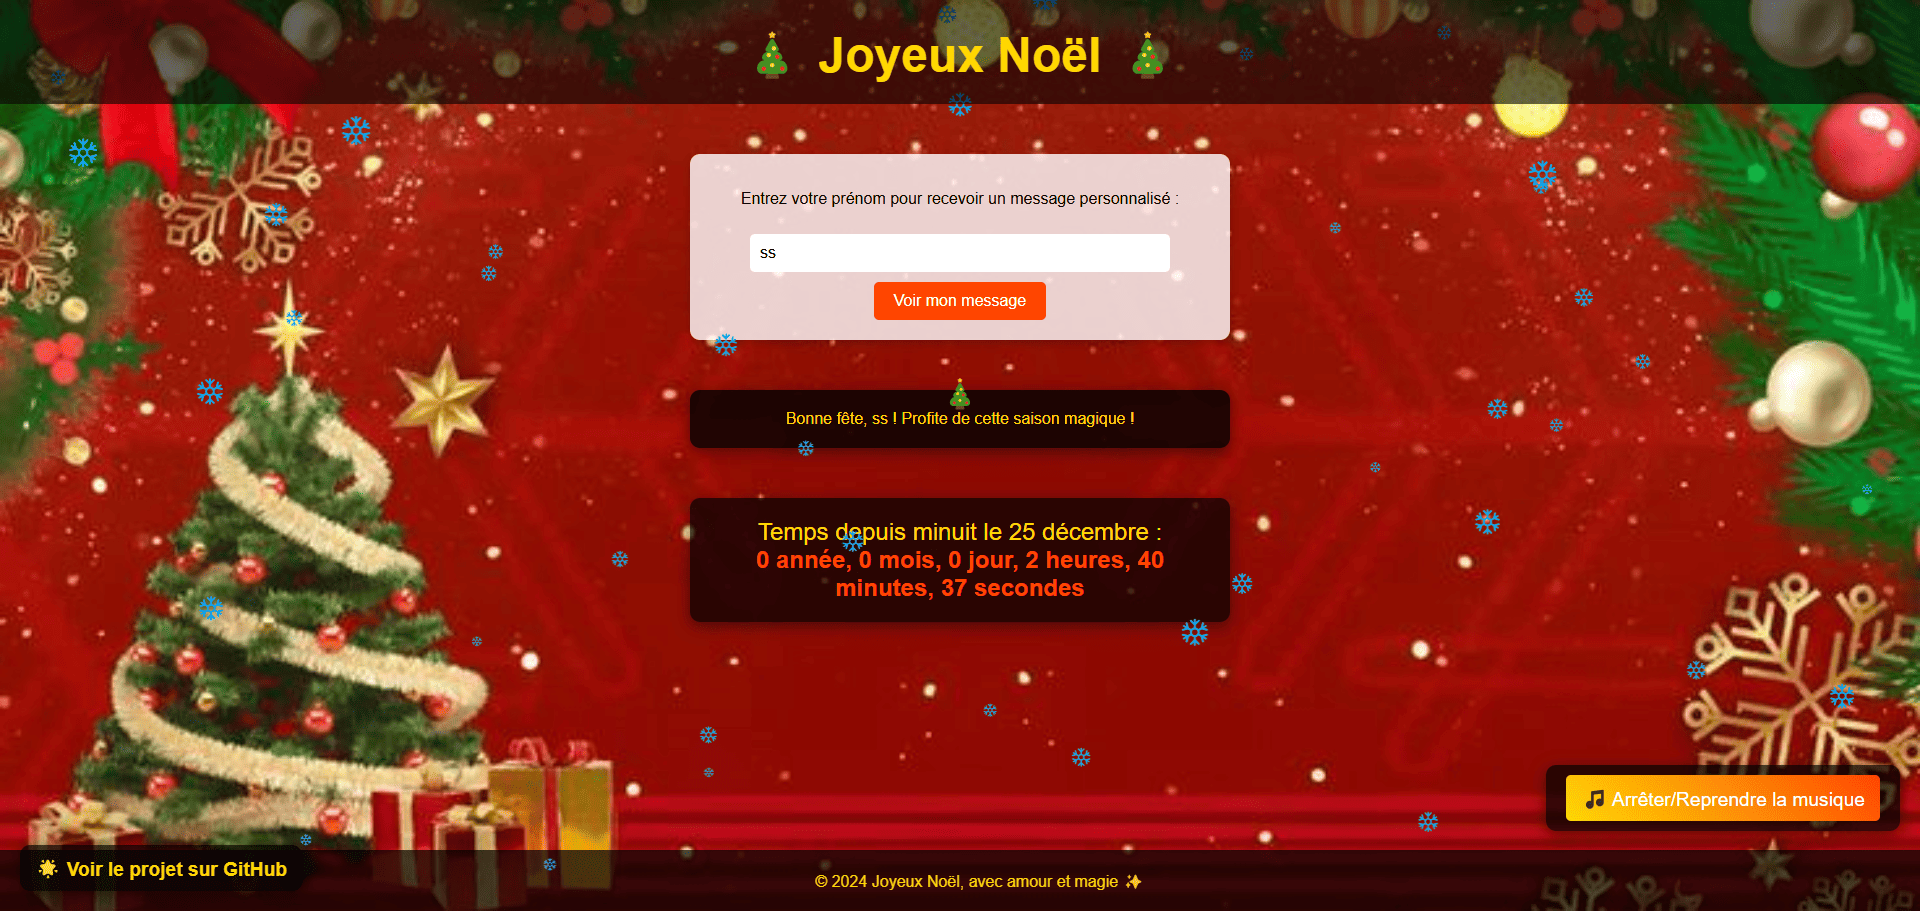 Joyeux Noël
Entrez votre prénom pour recevoir un message personnalisé :
ss
Voir mon message
Bonne fête, ss ! Profite de cette saison magique !
Temps depuis minuit le 25 décembre :
0 année, 0 mois, 0 jour, 2 heures, 40
minutes, 37 secondes
Arrêter/Reprendre la musique
Voir le projet sur GitHub
© 2024 Joyeux Noël, avec amour et magie ✨